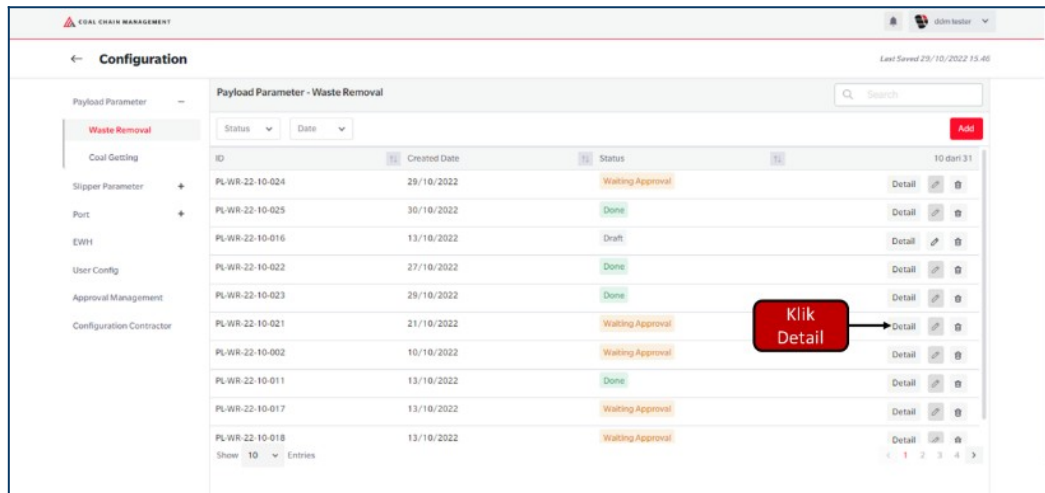 COAL CHAIN MANAGEMENT
ddm tester
← Configuration
Last Saved 29/10/2022 15.46
Payload Parameter −
Waste Removal
Coal Getting
Slipper Parameter +
Port +
EWH
User Config
Approval Management
Configuration Contractor
Payload Parameter - Waste Removal
Search
Status Date
Add
ID Created Date Status 10 dari 31
PL-WR-22-10-024 29/10/2022 Waiting Approval Detail
PL-WR-22-10-025 30/10/2022 Done Detail
PL-WR-22-10-016 13/10/2022 Draft Detail
PL-WR-22-10-022 27/10/2022 Done Detail
PL-WR-22-10-023 29/10/2022 Done Detail
PL-WR-22-10-021 21/10/2022 Waiting Approval Detail
Klik
Detail
PL-WR-22-10-002 10/10/2022 Waiting Approval Detail
PL-WR-22-10-011 13/10/2022 Done Detail
PL-WR-22-10-017 13/10/2022 Waiting Approval Detail
PL-WR-22-10-018 13/10/2022 Waiting Approval Detail
Show 10 Entries
< 1 2 3 4 >